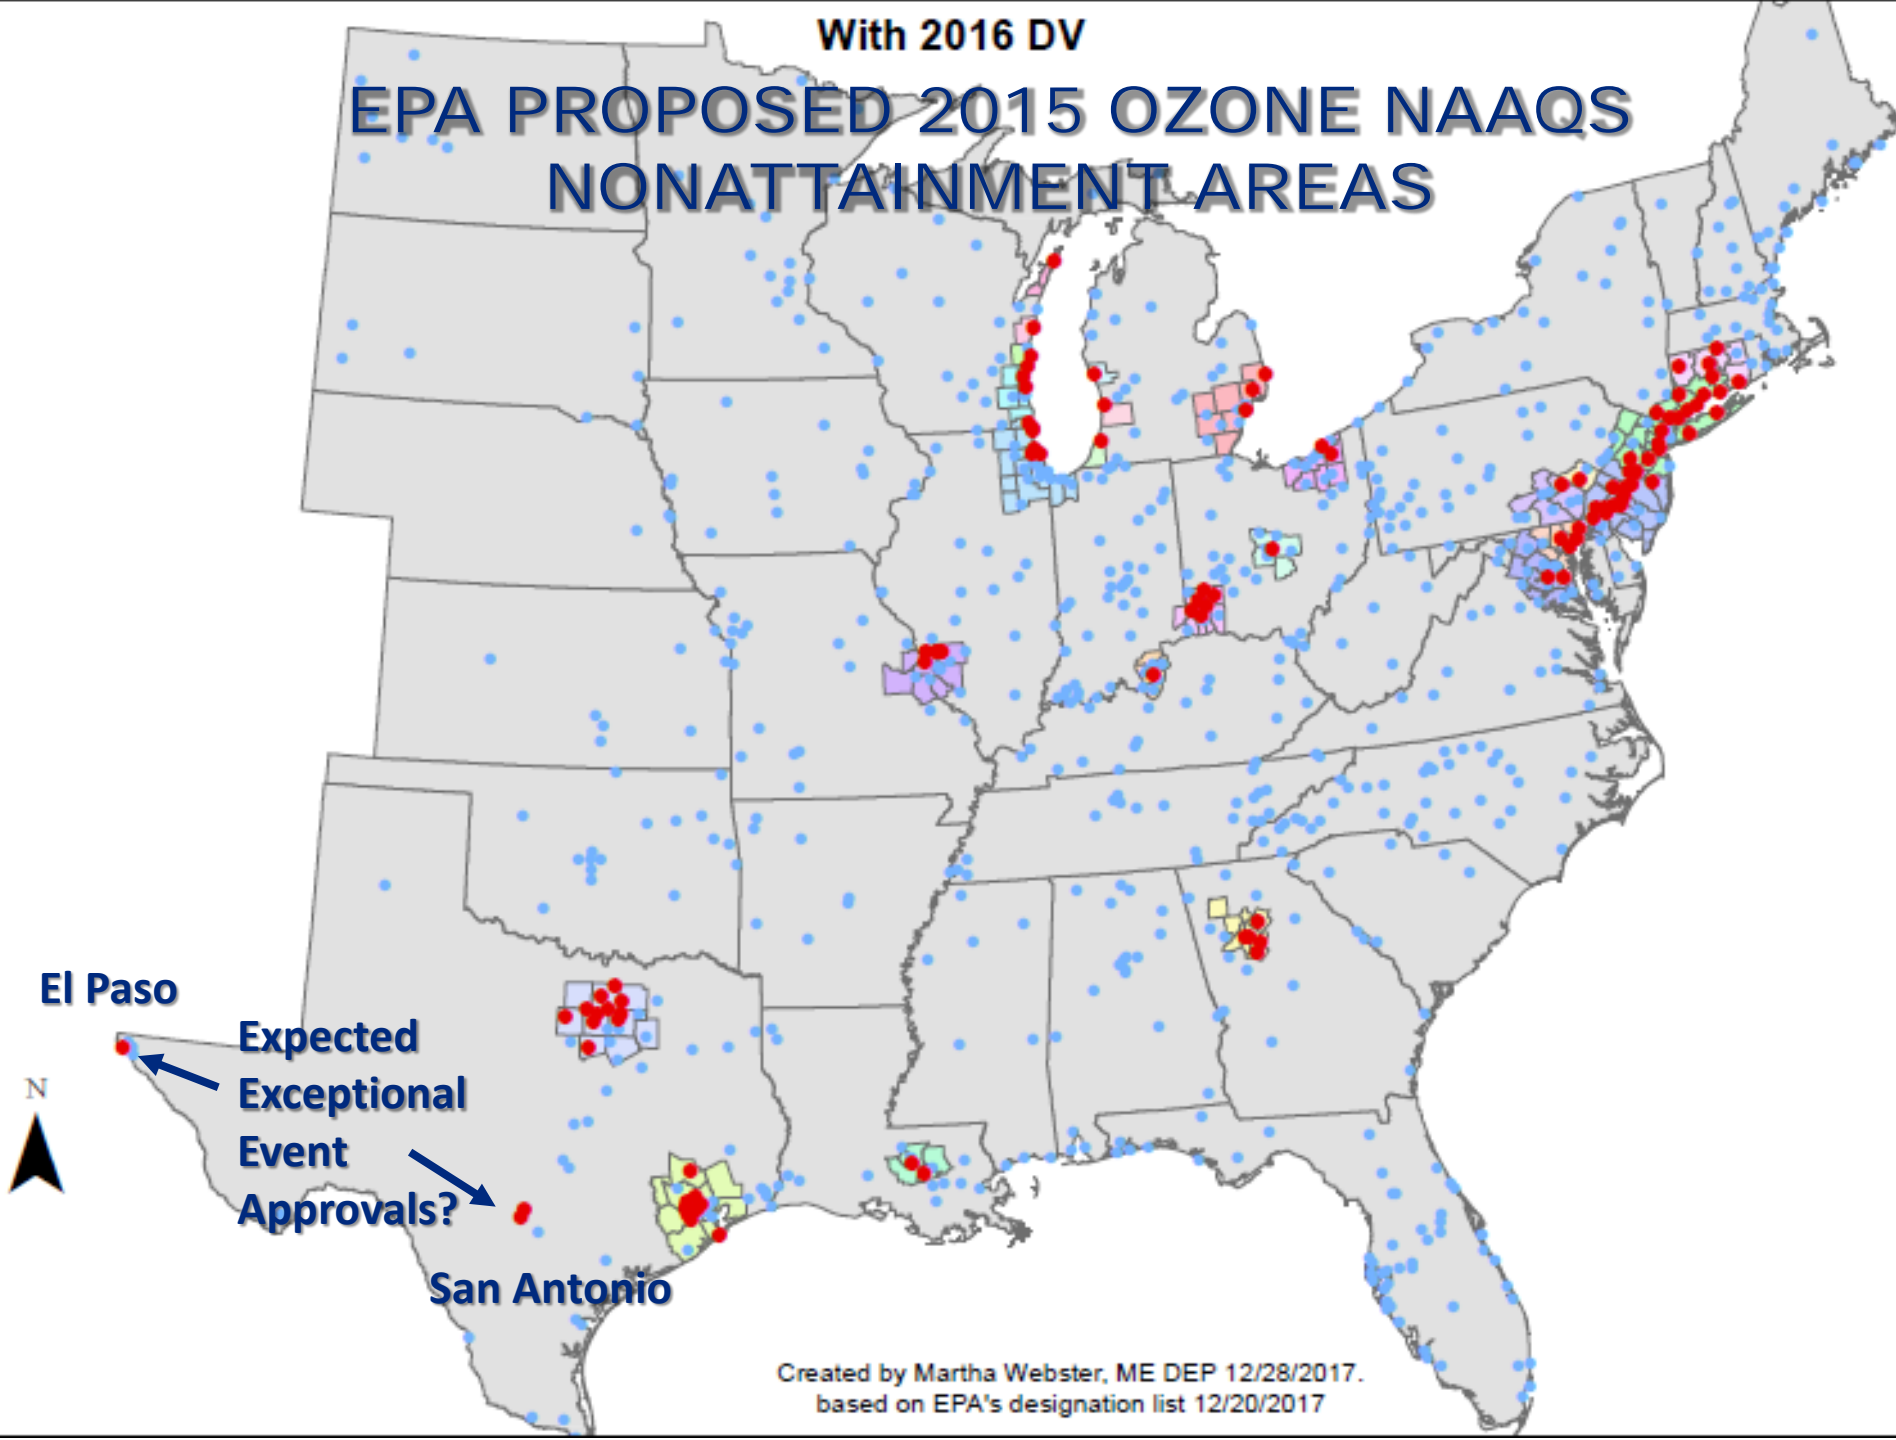 With 2016 DV
EPA PROPOSED 2015 OZONE NAAQS
NONATTAINMENT AREAS
El Paso
Expected
Exceptional
Event
Approvals?
N
San Antonio
Created by Martha Webster, ME DEP 12/28/2017.
based on EPA's designation list 12/20/2017